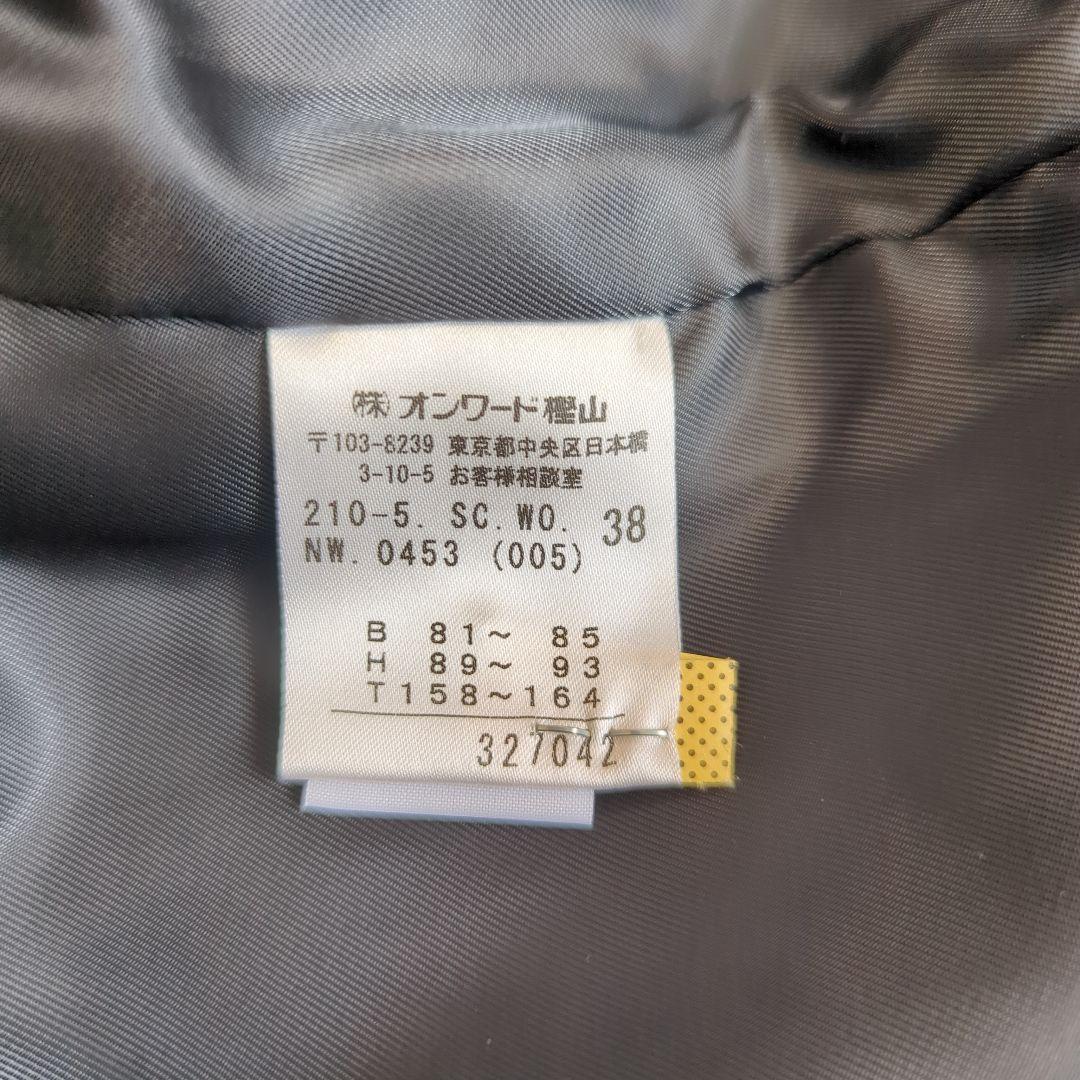 ㈱オンワード樫山
〒103-8239 東京都中央区日本橋
3-10-5 お客様相談室
210-5. SC.WO. 38
NW. 0453 (005)
B 81～ 85
H 89～ 93
T158～164
327042